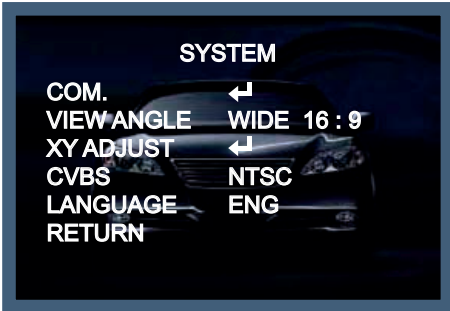 SYSTEM
COM. ↵
VIEW ANGLE WIDE 16 : 9
XY ADJUST ↵
CVBS NTSC
LANGUAGE ENG
RETURN